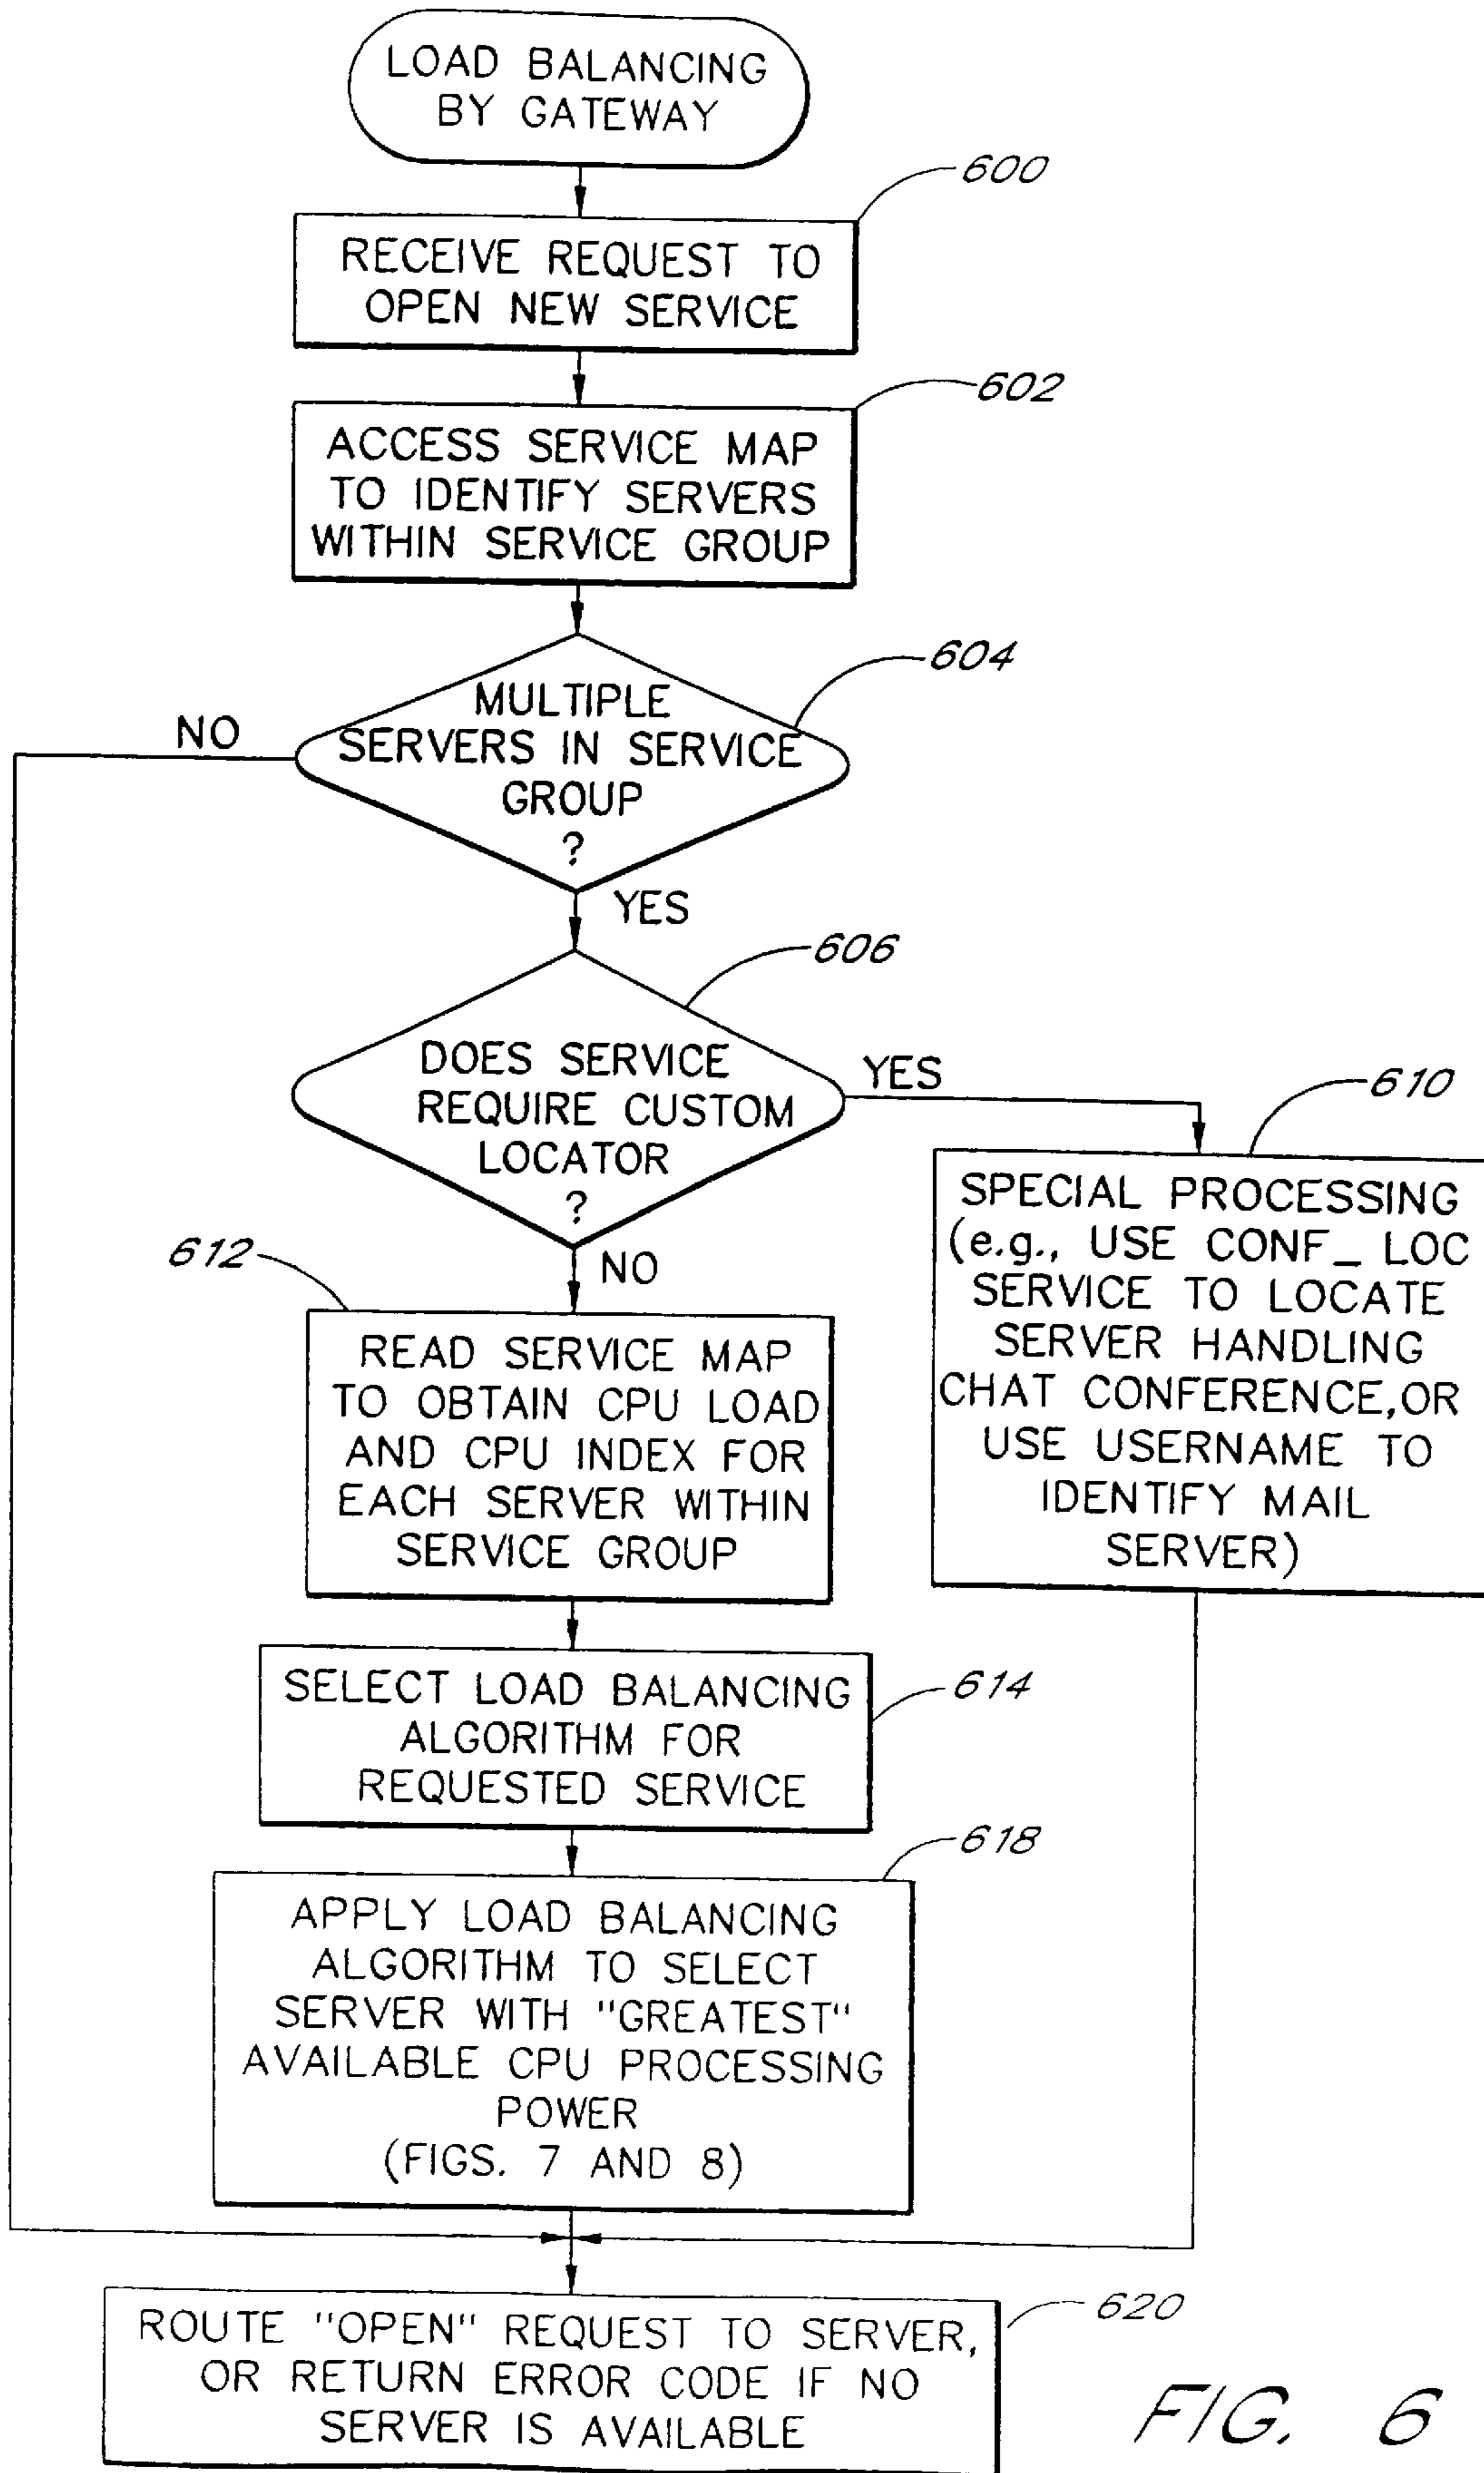 LOAD BALANCING
BY GATEWAY
600
RECEIVE REQUEST TO
OPEN NEW SERVICE
602
ACCESS SERVICE MAP
TO IDENTIFY SERVERS
WITHIN SERVICE GROUP
604
MULTIPLE
SERVERS IN SERVICE
GROUP
?
NO
YES
606
DOES SERVICE
REQUIRE CUSTOM
LOCATOR
?
YES
610
SPECIAL PROCESSING
(e.g., USE CONF_ LOC
SERVICE TO LOCATE
SERVER HANDLING
CHAT CONFERENCE,OR
USE USERNAME TO
IDENTIFY MAIL
SERVER)
NO
612
READ SERVICE MAP
TO OBTAIN CPU LOAD
AND CPU INDEX FOR
EACH SERVER WITHIN
SERVICE GROUP
614
SELECT LOAD BALANCING
ALGORITHM FOR
REQUESTED SERVICE
618
APPLY LOAD BALANCING
ALGORITHM TO SELECT
SERVER WITH "GREATEST"
AVAILABLE CPU PROCESSING
POWER
(FIGS. 7 AND 8)
620
ROUTE "OPEN" REQUEST TO SERVER,
OR RETURN ERROR CODE IF NO
SERVER IS AVAILABLE
FIG. 6